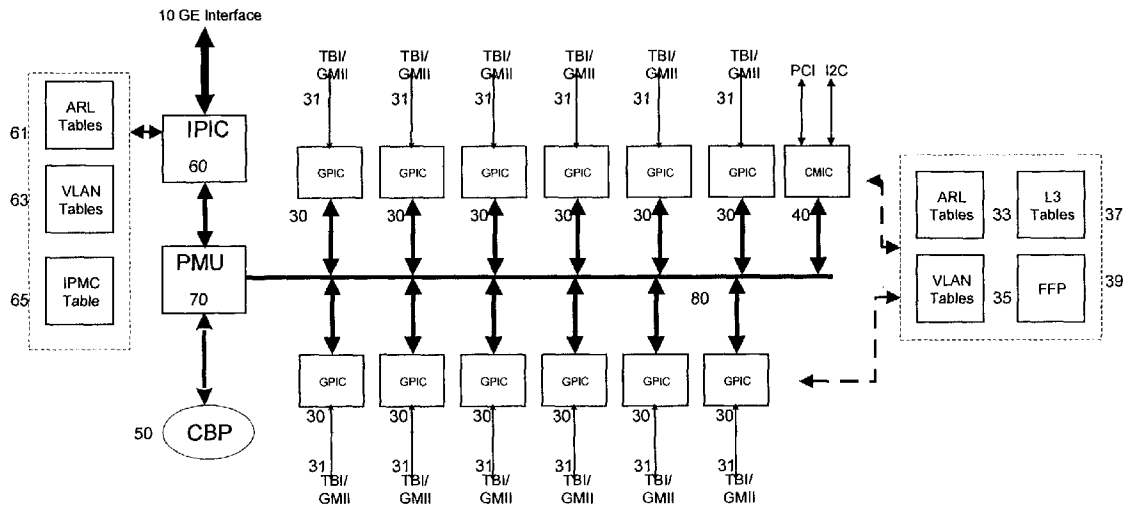 10 GE Interface
TBI/
GMII
TBI/
GMII
TBI/
GMII
TBI/
GMII
TBI/
GMII
TBI/
GMII
PCI
I2C
31
31
31
31
31
31
61
ARL
Tables
IPIC
60
GPIC
GPIC
GPIC
GPIC
GPIC
GPIC
CMIC
30
30
30
30
30
30
40
63
VLAN
Tables
ARL
Tables
33
L3
Tables
37
PMU
70
65
IPMC
Table
80
VLAN
Tables
35
FFP
39
GPIC
GPIC
GPIC
GPIC
GPIC
GPIC
30
30
30
30
30
30
50
CBP
31
31
31
31
31
31
TBI/
GMII
TBI/
GMII
TBI/
GMII
TBI/
GMII
TBI/
GMII
TBI/
GMII